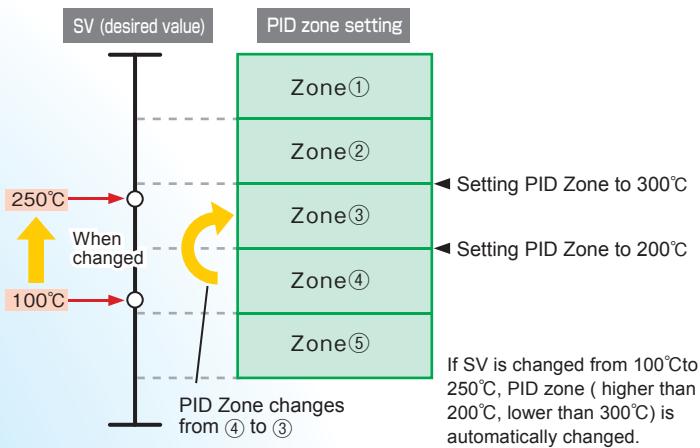 SV (desired value)
PID zone setting
Zone①
Zone②
Setting PID Zone to 300℃
250℃
Zone③
When
changed
Setting PID Zone to 200℃
Zone④
100℃
Zone⑤
PID Zone changes
from ④ to ③
If SV is changed from 100℃to
250℃, PID zone ( higher than
200℃, lower than 300℃) is
automatically changed.